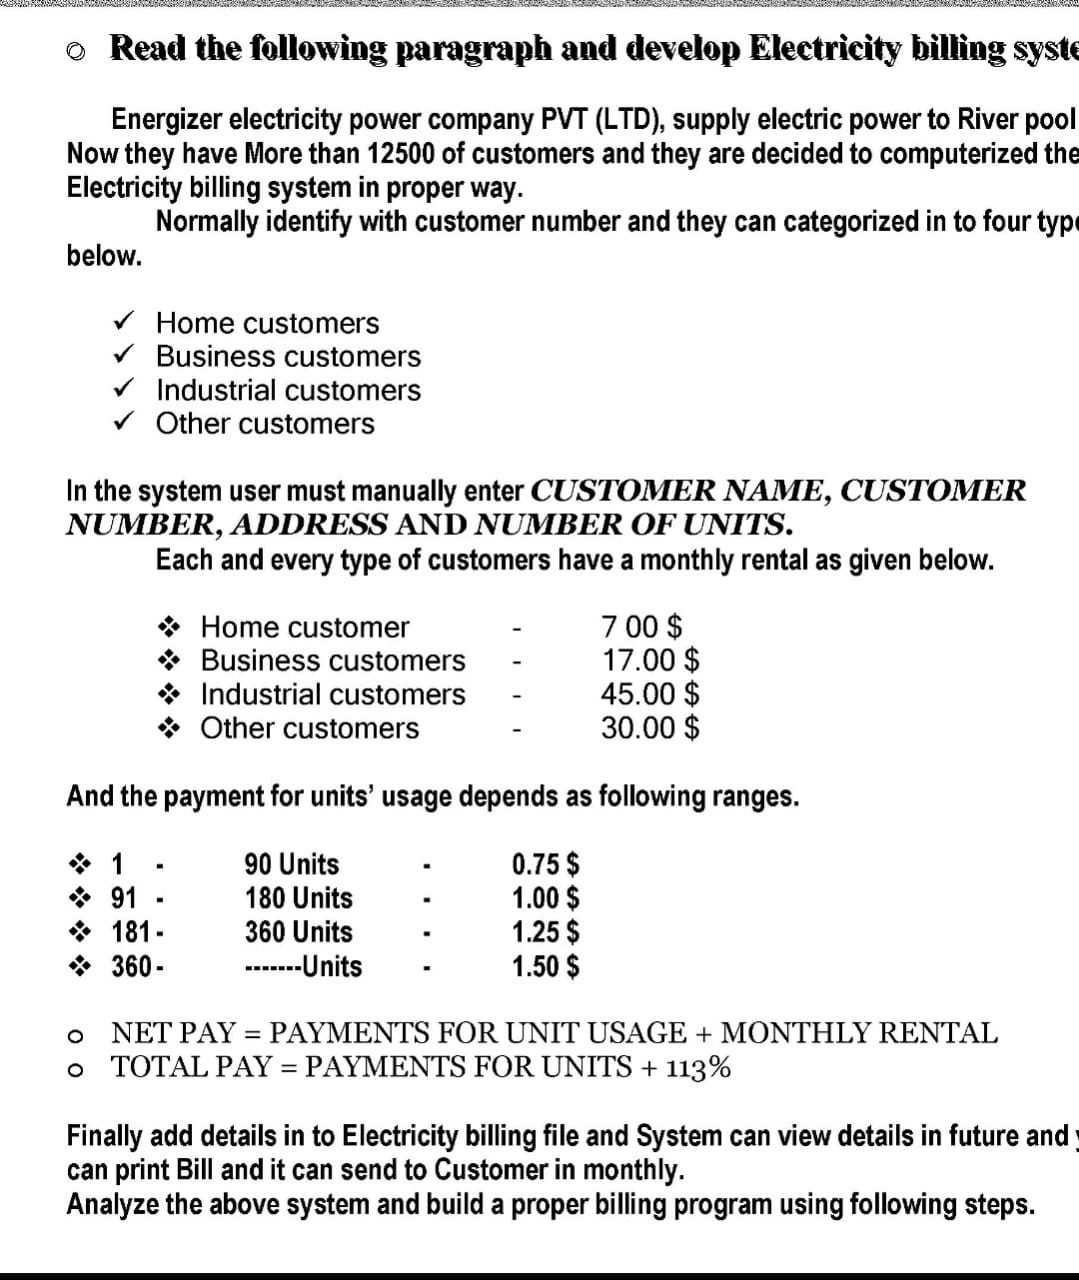 Read the following paragraph and develop Electricity billing
Energizer electricity power company PVT (LTD), supply electric power to River pool
Now they have More than 12500 of customers and they are decided to computerized the
Electricity billing system in proper way.
Normally identify with customer number and they can categorized in to four
below.
✓ Home customers
✓ Business customers
✓ Industrial customers
✓ Other customers
In the system user must manually enter CUSTOMER NAME, CUSTOMER
NUMBER, ADDRESS AND NUMBER OF UNITS.
Each and every type of customers have a monthly rental as given below.
❖ Home customer - 7 00 $
❖ Business customers - 17.00 $
❖ Industrial customers - 45.00 $
❖ Other customers - 30.00 $
And the payment for units’ usage depends as following ranges.
❖ 1 - 90 Units - 0.75 $
❖ 91 - 180 Units - 1.00 $
❖ 181 - 360 Units - 1.25 $
❖ 360 - -------Units - 1.50 $
o NET PAY = PAYMENTS FOR UNIT USAGE + MONTHLY RENTAL
o TOTAL PAY = PAYMENTS FOR UNITS + 113%
Finally add details in to Electricity billing file and System can view details in future and
can print Bill and it can send to Customer in monthly.
Analyze the above system and build a proper billing program using following steps.